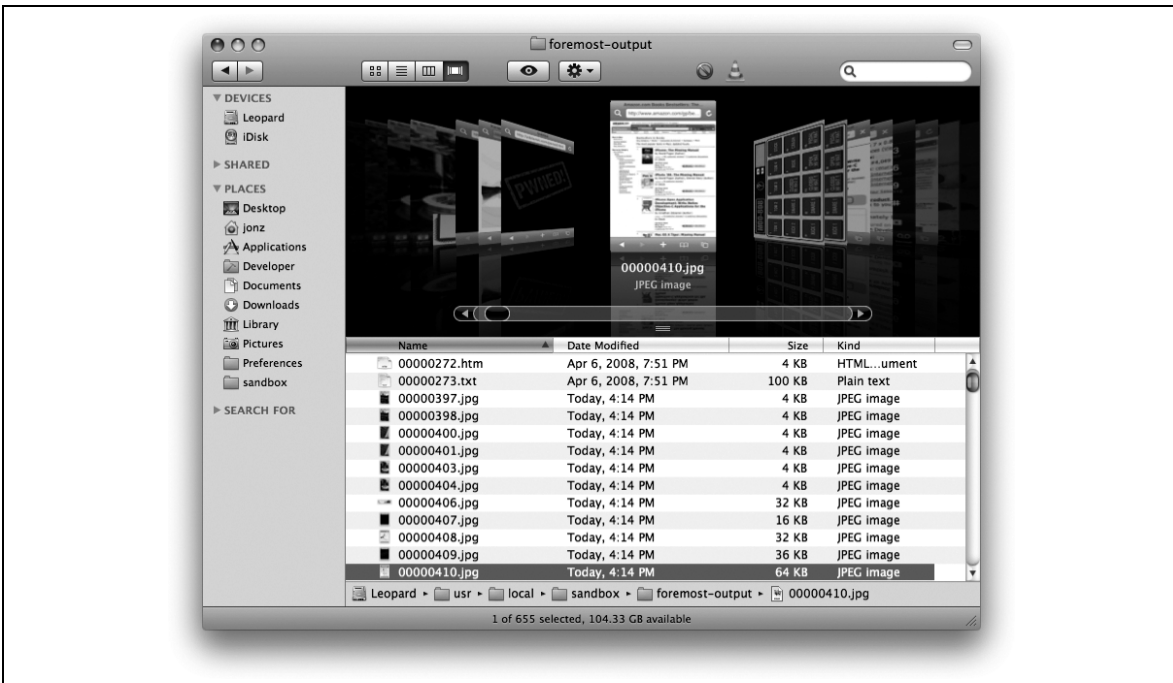 foremost-output
DEVICES
Leopard
iDisk
SHARED
PLACES
Desktop
jonz
Applications
Developer
Documents
Downloads
Library
Pictures
Preferences
sandbox
SEARCH FOR
PWNED!
00000410.jpg
JPEG image
Name Date Modified Size Kind
00000272.htm Apr 6, 2008, 7:51 PM 4 KB HTML...ument
00000273.txt Apr 6, 2008, 7:51 PM 100 KB Plain text
00000397.jpg Today, 4:14 PM 4 KB JPEG image
00000398.jpg Today, 4:14 PM 4 KB JPEG image
00000400.jpg Today, 4:14 PM 4 KB JPEG image
00000401.jpg Today, 4:14 PM 4 KB JPEG image
00000403.jpg Today, 4:14 PM 4 KB JPEG image
00000404.jpg Today, 4:14 PM 4 KB JPEG image
00000406.jpg Today, 4:14 PM 32 KB JPEG image
00000407.jpg Today, 4:14 PM 16 KB JPEG image
00000408.jpg Today, 4:14 PM 32 KB JPEG image
00000409.jpg Today, 4:14 PM 36 KB JPEG image
00000410.jpg Today, 4:14 PM 64 KB JPEG image
Leopard usr local sandbox foremost-output 00000410.jpg
1 of 655 selected, 104.33 GB available